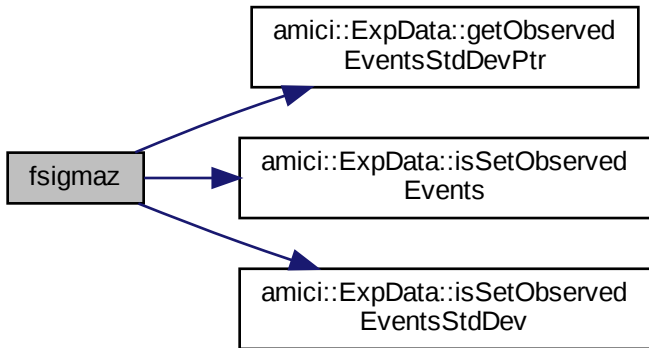 amici::ExpData::getObserved
EventsStdDevPtr
fsigmaz
amici::ExpData::isSetObserved
Events
amici::ExpData::isSetObserved
EventsStdDev